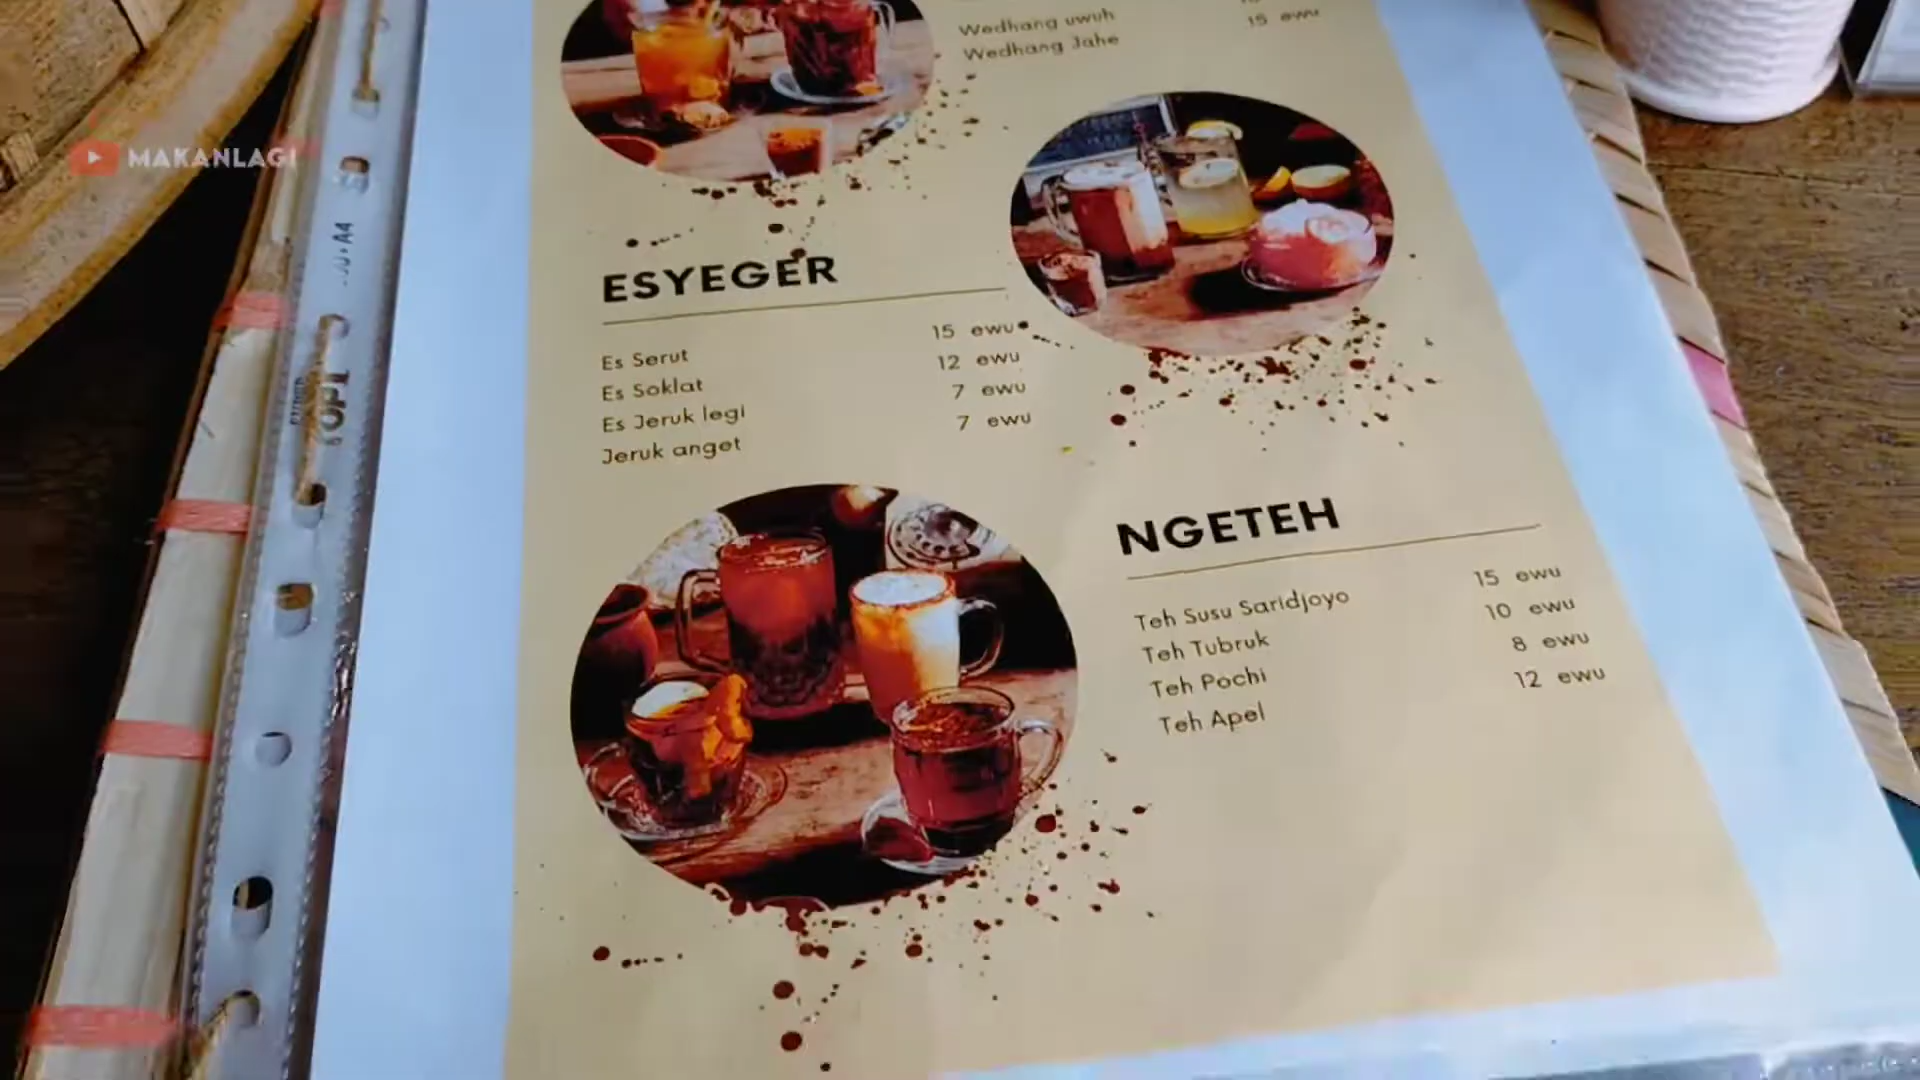 Wedhang uwuh
Wedhang Jahe 15 ewu
MAKANLAGI
ESYEGER
Es Serut 15 ewu
Es Soklat 12 ewu
Es Jeruk legi 7 ewu
Jeruk anget 7 ewu
NGETEH
Teh Susu Saridjoyo 15 ewu
Teh Tubruk 10 ewu
Teh Pochi 8 ewu
Teh Apel 12 ewu